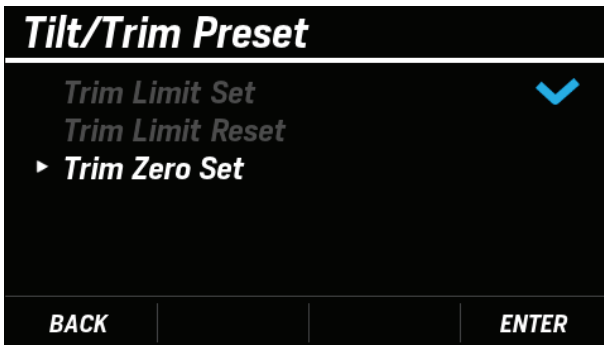 Tilt/Trim Preset
Trim Limit Set
Trim Limit Reset
Trim Zero Set
BACK
ENTER